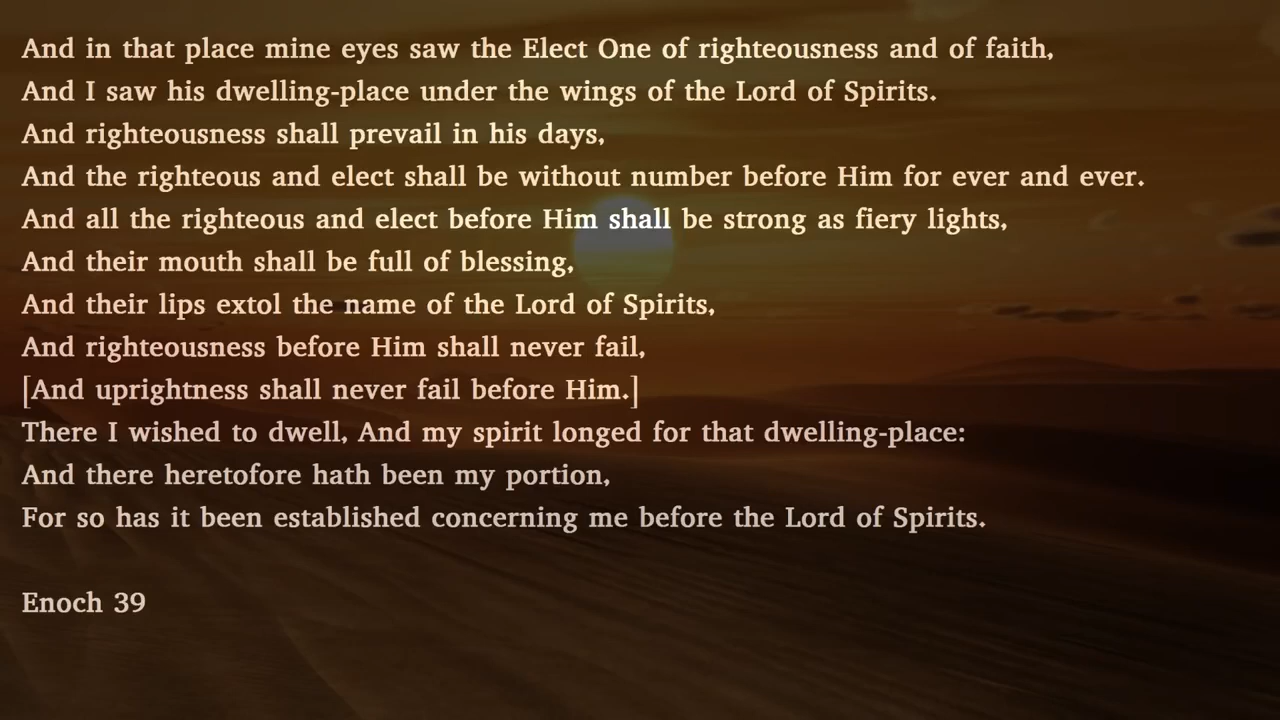 And in that place mine eyes saw the Elect One of righteousness and of faith,
And I saw his dwelling-place under the wings of the Lord of Spirits.
And righteousness shall prevail in his days,
And the righteous and elect shall be without number before Him for ever and ever.
And all the righteous and elect before Him shall be strong as fiery lights,
And their mouth shall be full of blessing,
And their lips extol the name of the Lord of Spirits,
And righteousness before Him shall never fail,
[And uprightness shall never fail before Him.]
There I wished to dwell, And my spirit longed for that dwelling-place:
And there heretofore hath been my portion,
For so has it been established concerning me before the Lord of Spirits.
Enoch 39